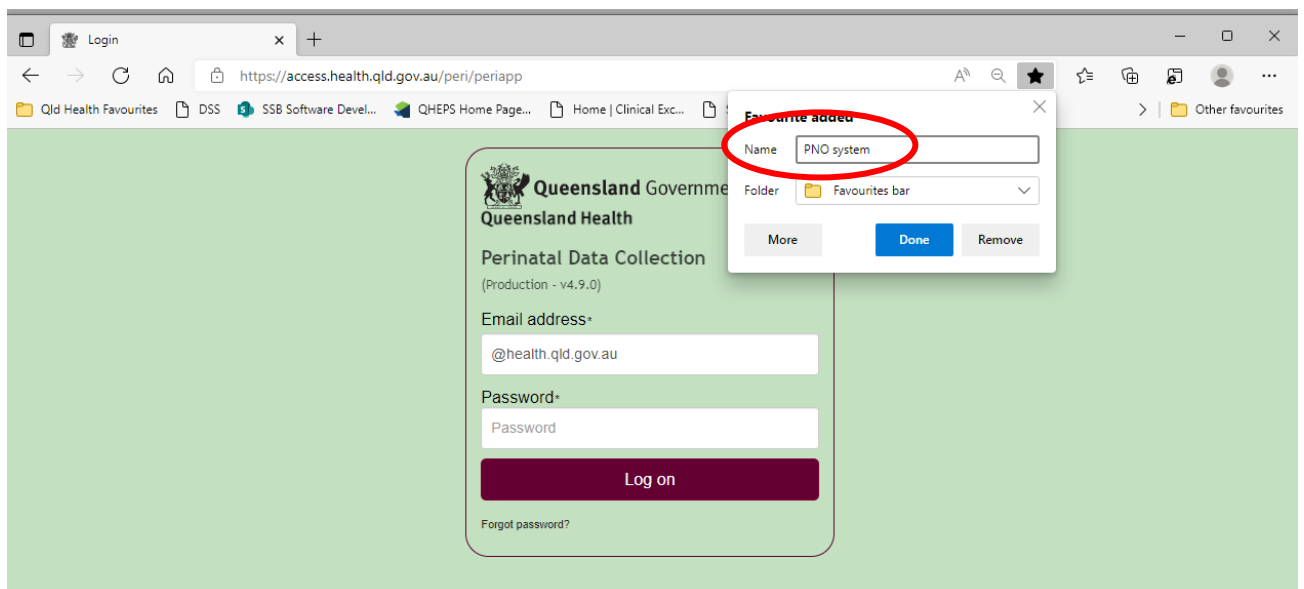 Login
https://access.health.qld.gov.au/peri/periapp
Qld Health Favourites DSS SSB Software Devel... QHEPS Home Page... Home | Clinical Exc... Other favourites
Favourite added
Name PNO system
Folder Favourites bar
More Done Remove
Queensland Governme
Queensland Health
Perinatal Data Collection
(Production - v4.9.0)
Email address*
@health.qld.gov.au
Password*
Password
Log on
Forgot password?